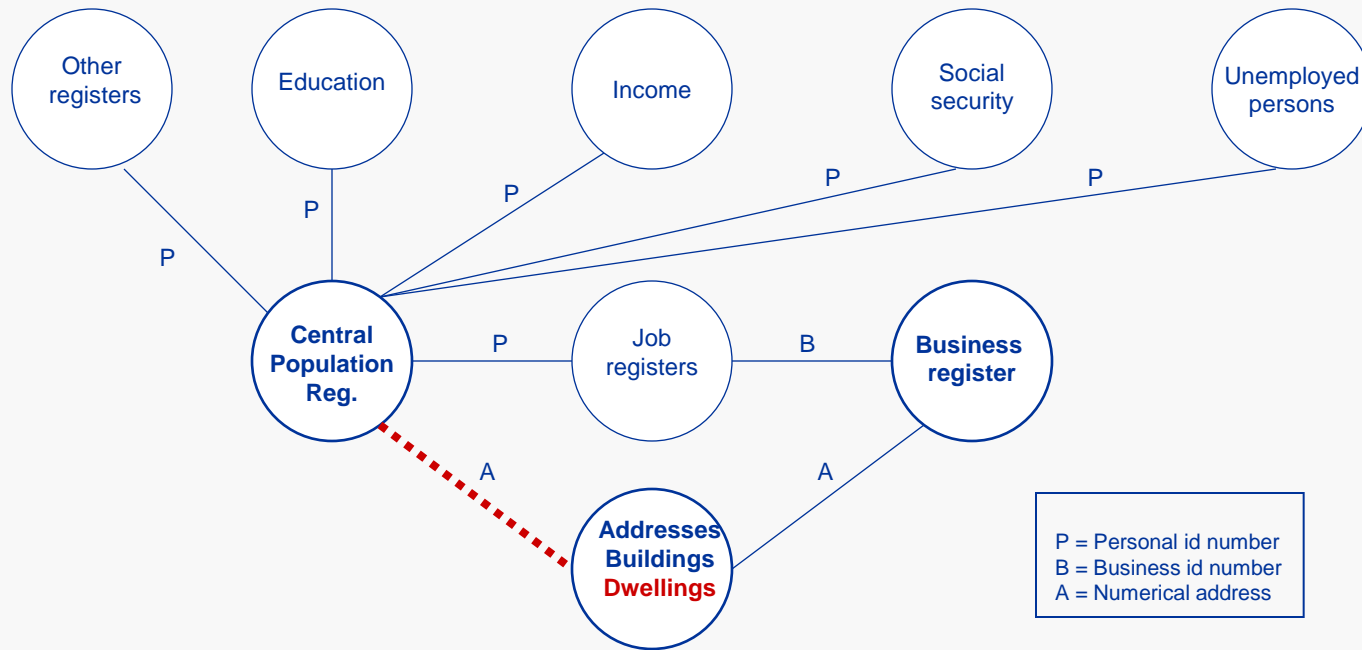 Other
registers
Education
Income
Social
security
Unemployed
persons
P
P
P
P
P
Central
Population
Reg.
P
Job
registers
B
Business
register
A
A
Addresses
Buildings
Dwellings
P = Personal id number
B = Business id number
A = Numerical address